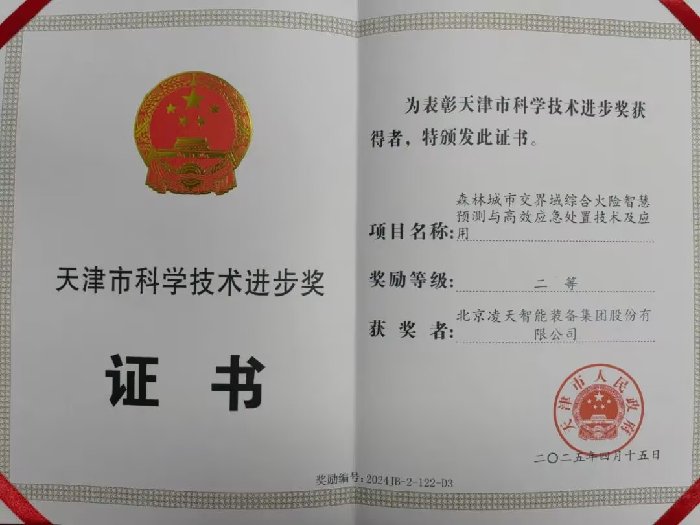 天津市科学技术进步奖
证书
为表彰天津市科学技术进步奖获
得者，特颁发此证书。
森林城市交界域综合火险智慧
预测与高效应急处置技术及应
项目名称：用
奖励等级：二等
北京凌天智能装备集团股份有
获奖者：限公司
天津市人民政府
二〇二五年四月十五日
奖励编号：2024JB-2-122-D3